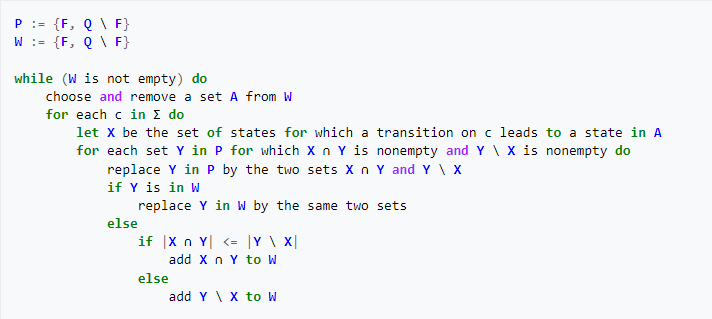 P := {F, Q \ F}
W := {F, Q \ F}
while (W is not empty) do
choose and remove a set A from W
for each c in Σ do
let X be the set of states for which a transition on c leads to a state in A
for each set Y in P for which X ∩ Y is nonempty and Y \ X is nonempty do
replace Y in P by the two sets X ∩ Y and Y \ X
if Y is in W
replace Y in W by the same two sets
else
if |X ∩ Y| <= |Y \ X|
add X ∩ Y to W
else
add Y \ X to W